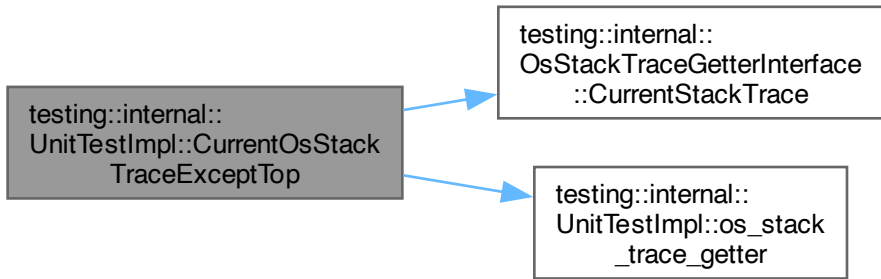 testing::internal::
UnitTestImpl::CurrentOsStack
TraceExceptTop
testing::internal::
OsStackTraceGetterInterface
::CurrentStackTrace
testing::internal::
UnitTestImpl::os_stack
_trace_getter